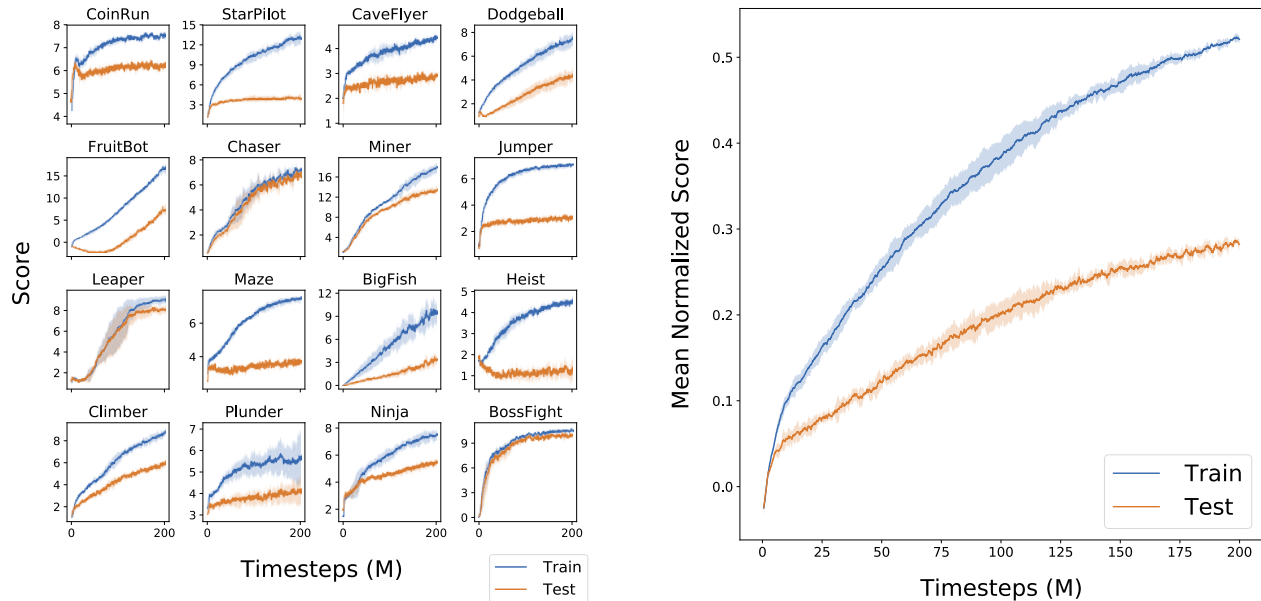 CoinRun StarPilot CaveFlyer Dodgeball
8 7 6 5 4
15 12 9 6 3
4 3 2 1
8 6 4 2
FruitBot Chaser Miner Jumper
15 10 5 0
8 6 4 2
16 12 8 4
6 4 2
Score
Leaper Maze BigFish Heist
8 6 4 2
6 4
12 9 6 3 0
5 4 3 2 1 0
Climber Plunder Ninja BossFight
8 6 4 2
7 6 5 4 3
8 6 4 2
9 6 3 0
0 200 0 200 0 200 0 200
Timesteps (M)
Train
Test
Mean Normalized Score
0.5
0.4
0.3
0.2
0.1
0.0
Train
Test
0 25 50 75 100 125 150 175 200
Timesteps (M)